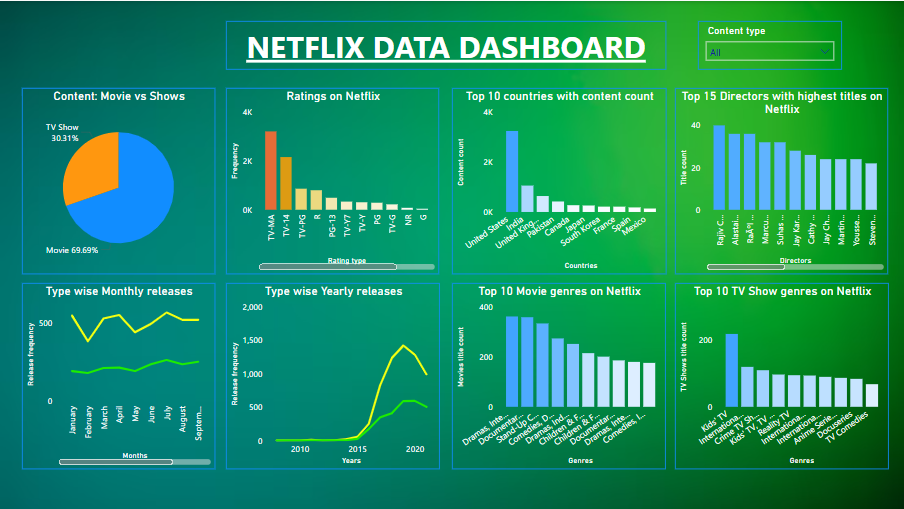 NETFLIX DATA DASHBOARD
Content type
All
Content: Movie vs Shows
TV Show
30.31%
Movie 69.69%
Ratings on Netflix
Frequency
4K
2K
0K
TV-MA
TV-14
TV-PG
R
PG-13
TV-Y7
TV-Y
PG
TV-G
NR
G
Rating type
Top 10 countries with content count
Content count
4K
2K
0K
United States
India
United King...
Pakistan
Canada
Japan
South Korea
France
Spain
Mexico
Countries
Top 15 Directors with highest titles on
Netflix
Title count
40
20
0
Rajiv C...
Alastai...
RaÃºl ...
Marcu...
Suhas ...
Jay Kar...
Cathy ...
Jay Ch...
Martin...
Yousse...
Steven...
Directors
Type wise Monthly releases
Release frequency
500
0
January
February
March
April
May
June
July
August
Septem...
Months
Type wise Yearly releases
Release frequency
2,000
1,500
1,000
500
0
2010
2015
2020
Years
Top 10 Movie genres on Netflix
Movies title count
400
200
0
Dramas, Inte...
Documentar...
Stand-Up C...
Comedies, D...
Dramas, Ind...
Children & F...
Children & F...
Documentar...
Dramas, Inte...
Comedies, I...
Genres
Top 10 TV Show genres on Netflix
TV Shows title count
200
0
Kids' TV
Internationa...
Crime TV Sh...
Kids' TV, TV ...
Reality TV
Internationa...
Internationa...
Anime Serie...
Docuseries
TV Comedies
Genres